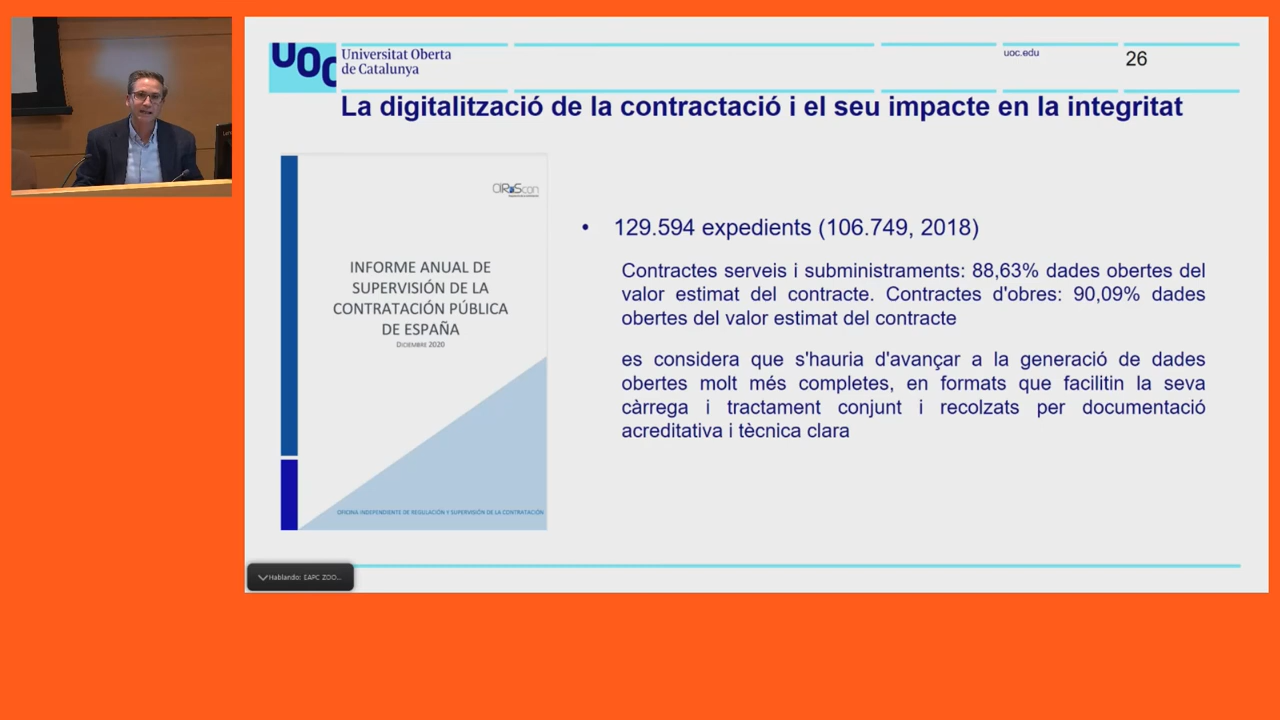 UOC
Universitat Oberta
de Catalunya
uoc.edu
26
La digitalització de la contractació i el seu impacte en la integritat
OIReScon
INFORME ANUAL DE
SUPERVISIÓN DE LA
CONTRATACIÓN PÚBLICA
DE ESPAÑA
DICIEMBRE 2020
OFICINA INDEPENDIENTE DE REGULACIÓN Y SUPERVISIÓN DE LA CONTRATACIÓN
• 129.594 expedients (106.749, 2018)
Contractes serveis i subministraments: 88,63% dades obertes del
valor estimat del contracte. Contractes d'obres: 90,09% dades
obertes del valor estimat del contracte
es considera que s'hauria d'avançar a la generació de dades
obertes molt més completes, en formats que facilitin la seva
càrrega i tractament conjunt i recolzats per documentació
acreditativa i tècnica clara
Hablando: EAPC ZOO...